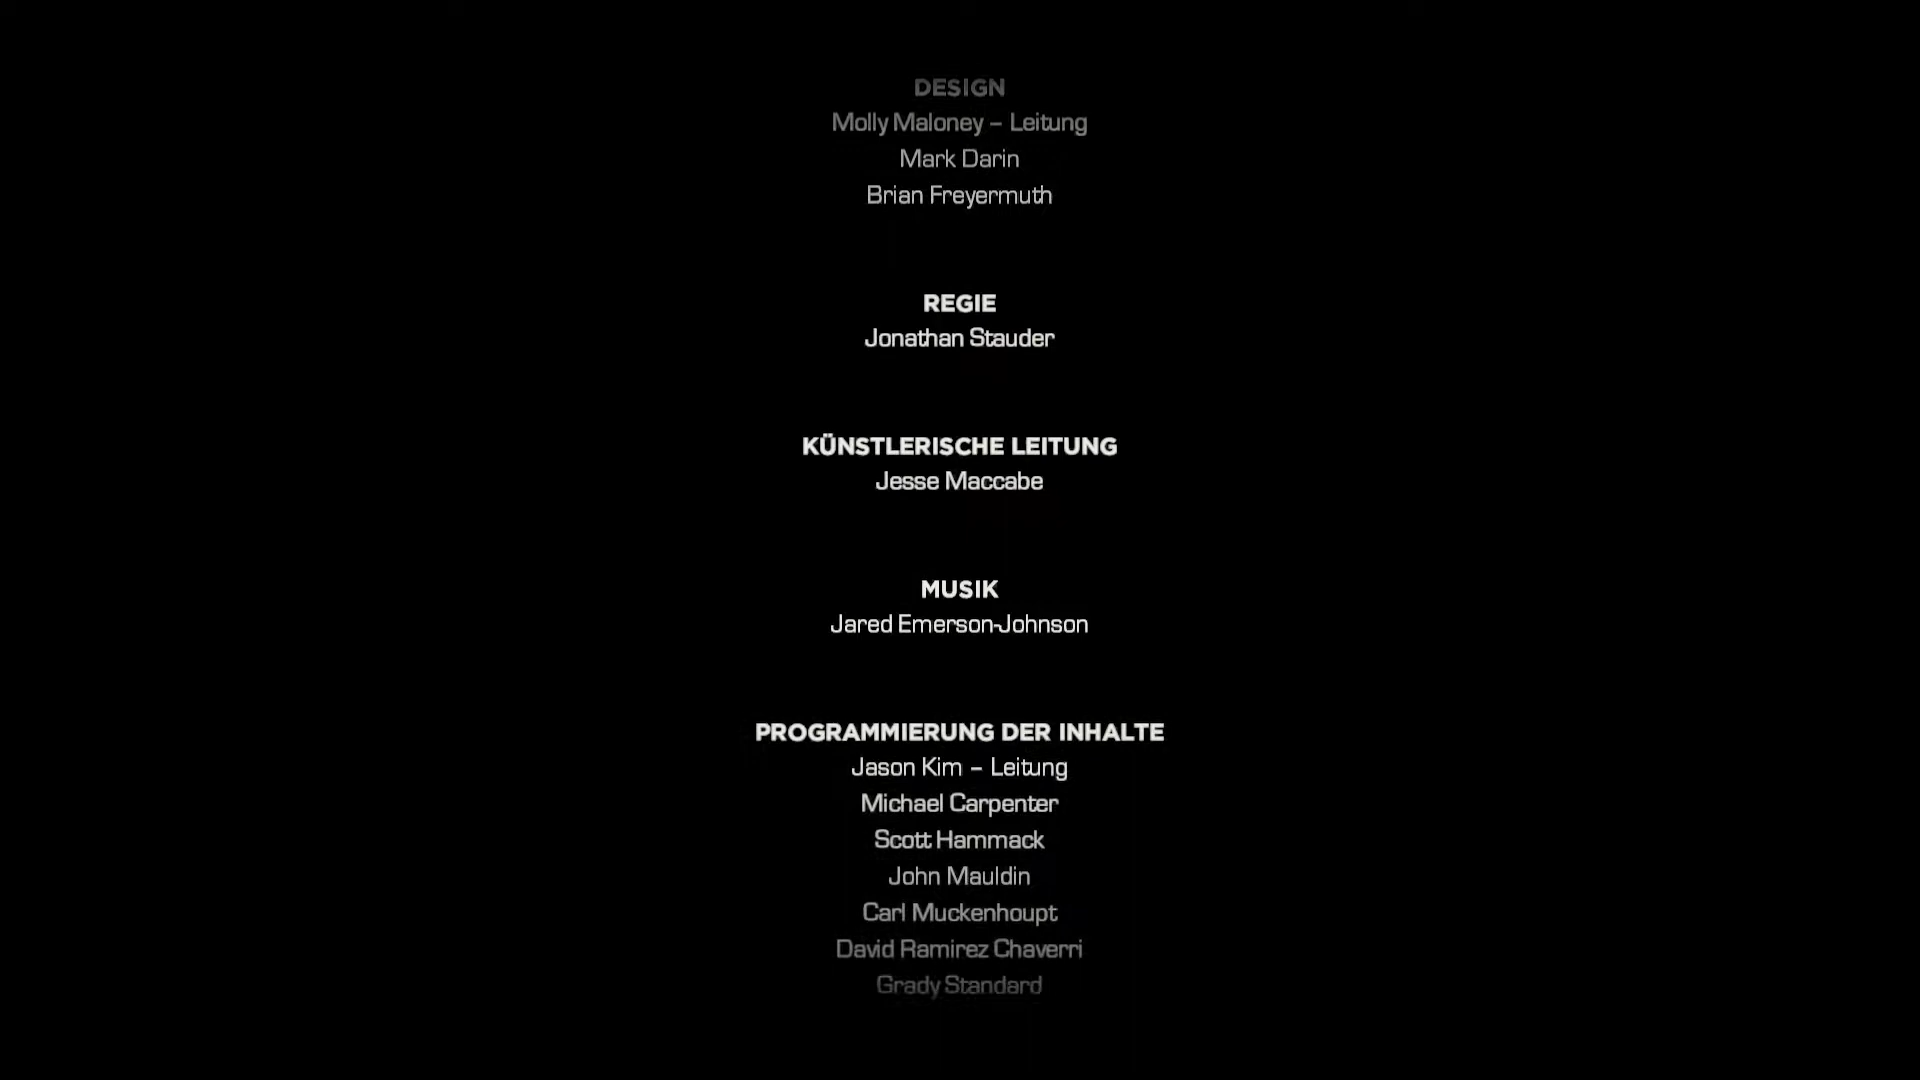 DESIGN
Molly Maloney – Leitung
Mark Darin
Brian Freyermuth
REGIE
Jonathan Stauder
KÜNSTLERISCHE LEITUNG
Jesse Maccabe
MUSIK
Jared Emerson-Johnson
PROGRAMMIERUNG DER INHALTE
Jason Kim – Leitung
Michael Carpenter
Scott Hammack
John Mauldin
Carl Muckenhoupt
David Ramirez Chaverri
Grady Standard